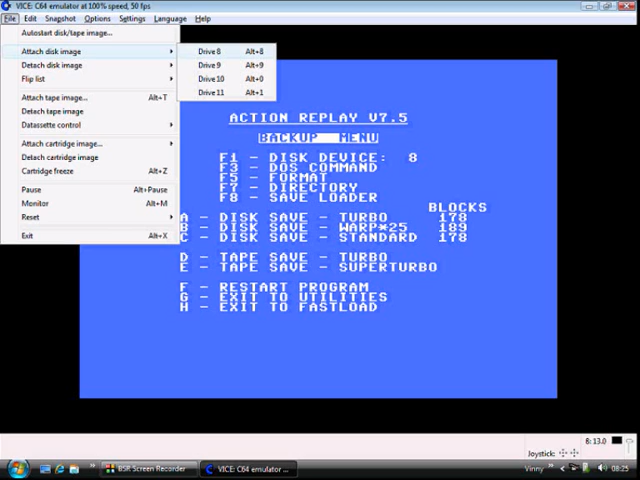 VICE: C64 emulator at 100% speed, 50 fps
File Edit Snapshot Options Settings Language Help
Autostart disk/tape image...
Attach disk image
Detach disk image
Flip list
Attach tape image... Alt+T
Detach tape image
Datassette control
Attach cartridge image...
Detach cartridge image
Cartridge freeze Alt+Z
Pause Alt+Pause
Monitor Alt+M
Reset
Exit Alt+X
Drive 8 Alt+8
Drive 9 Alt+9
Drive 10 Alt+0
Drive 11 Alt+1
ACTION REPLAY V7.5
BACKUP MENU
F1 - DISK DEVICE: 8
F3 - DOS COMMAND
F5 - FORMAT
F7 - DIRECTORY
F8 - SAVE LOADER
BLOCKS
A - DISK SAVE - TURBO 178
B - DISK SAVE - WARP*25 189
C - DISK SAVE - STANDARD 178
D - TAPE SAVE - TURBO
E - TAPE SAVE - SUPERTURBO
F - RESTART PROGRAM
G - EXIT TO UTILITIES
H - EXIT TO FASTLOAD
8: 13.0
Joystick:
BSR Screen Recorder
VICE: C64 emulator ...
Vinny
08:25